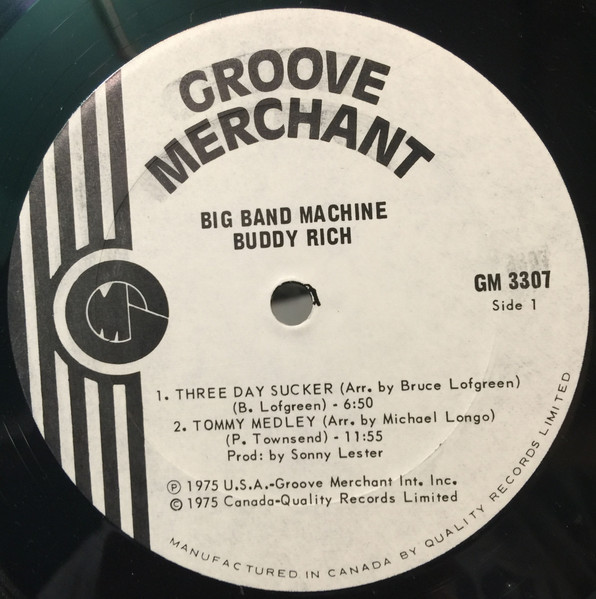 GROOVE
MERCHANT
BIG BAND MACHINE
BUDDY RICH
GM 3307
Side 1
1. THREE DAY SUCKER (Arr. by Bruce Lofgreen)
(B. Lofgreen) - 6:50
2. TOMMY MEDLEY (Arr. by Michael Longo)
(P. Townsend) - 11:55
Prod: by Sonny Lester
Ⓟ 1975 U.S.A.-Groove Merchant Int. Inc.
© 1975 Canada-Quality Records Limited
MANUFACTURED IN CANADA BY QUALITY RECORDS LIMITED